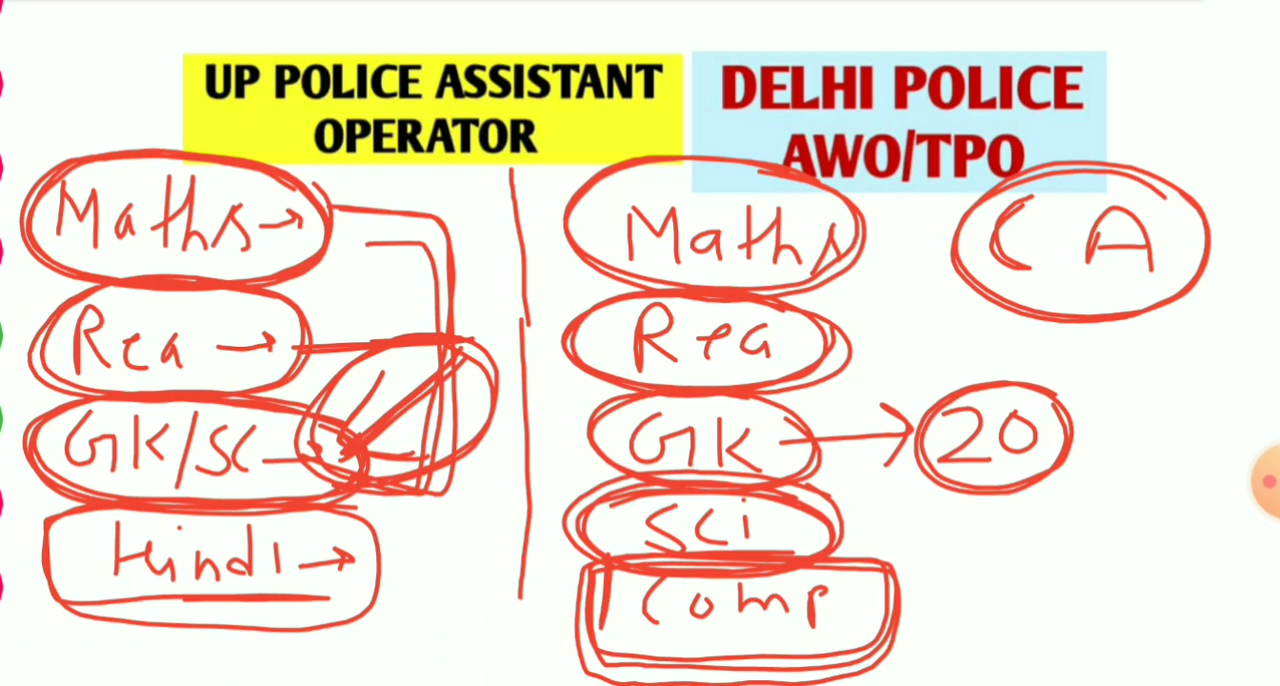 UP POLICE ASSISTANT
OPERATOR
Maths →
Rea →
GK/SC
Hindi →
DELHI POLICE
AWO/TPO
Maths
CA
Rea
GK → 20
Sci
Comp